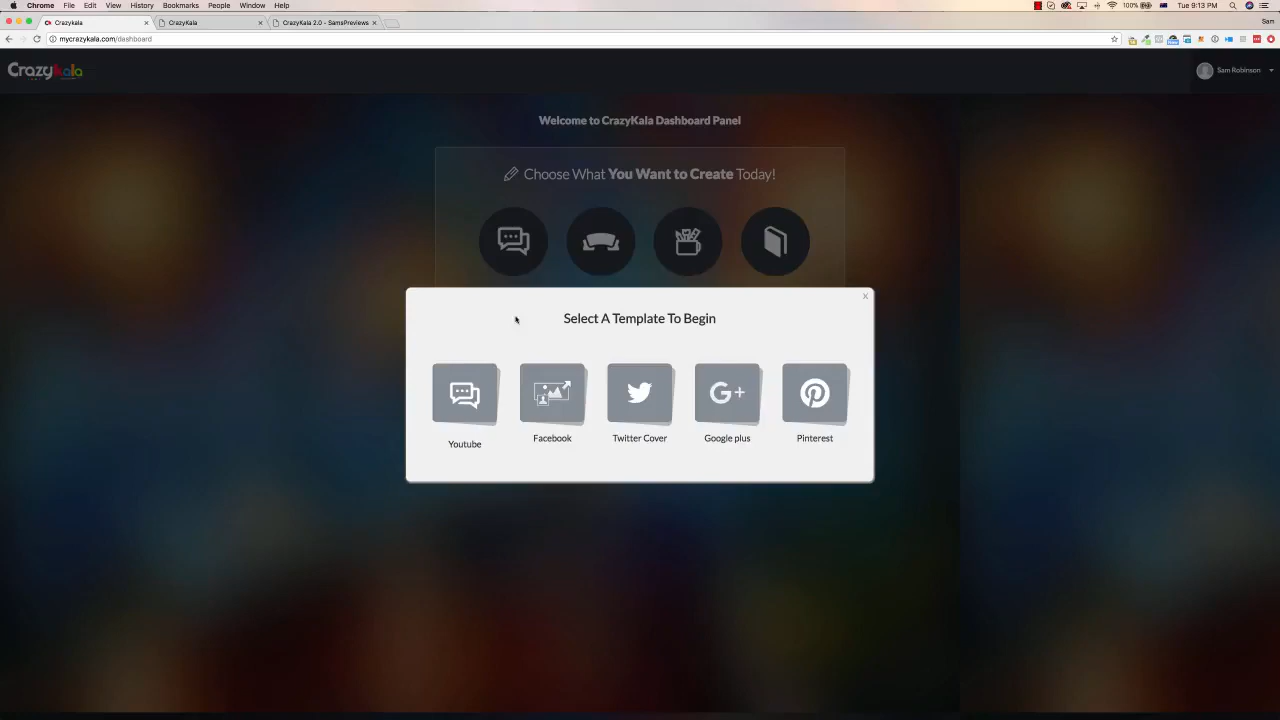 Chrome File Edit View History Bookmarks People Window Help 100% Tue 9:13 PM
Crazykala CrazyKala CrazyKala 2.0 - SamsPreviews Sam
mycrazykala.com/dashboard
Crazykala Sam Robinson
Welcome to CrazyKala Dashboard Panel
Choose What You Want to Create Today!
x
Select A Template To Begin
G+
Youtube Facebook Twitter Cover Google plus Pinterest